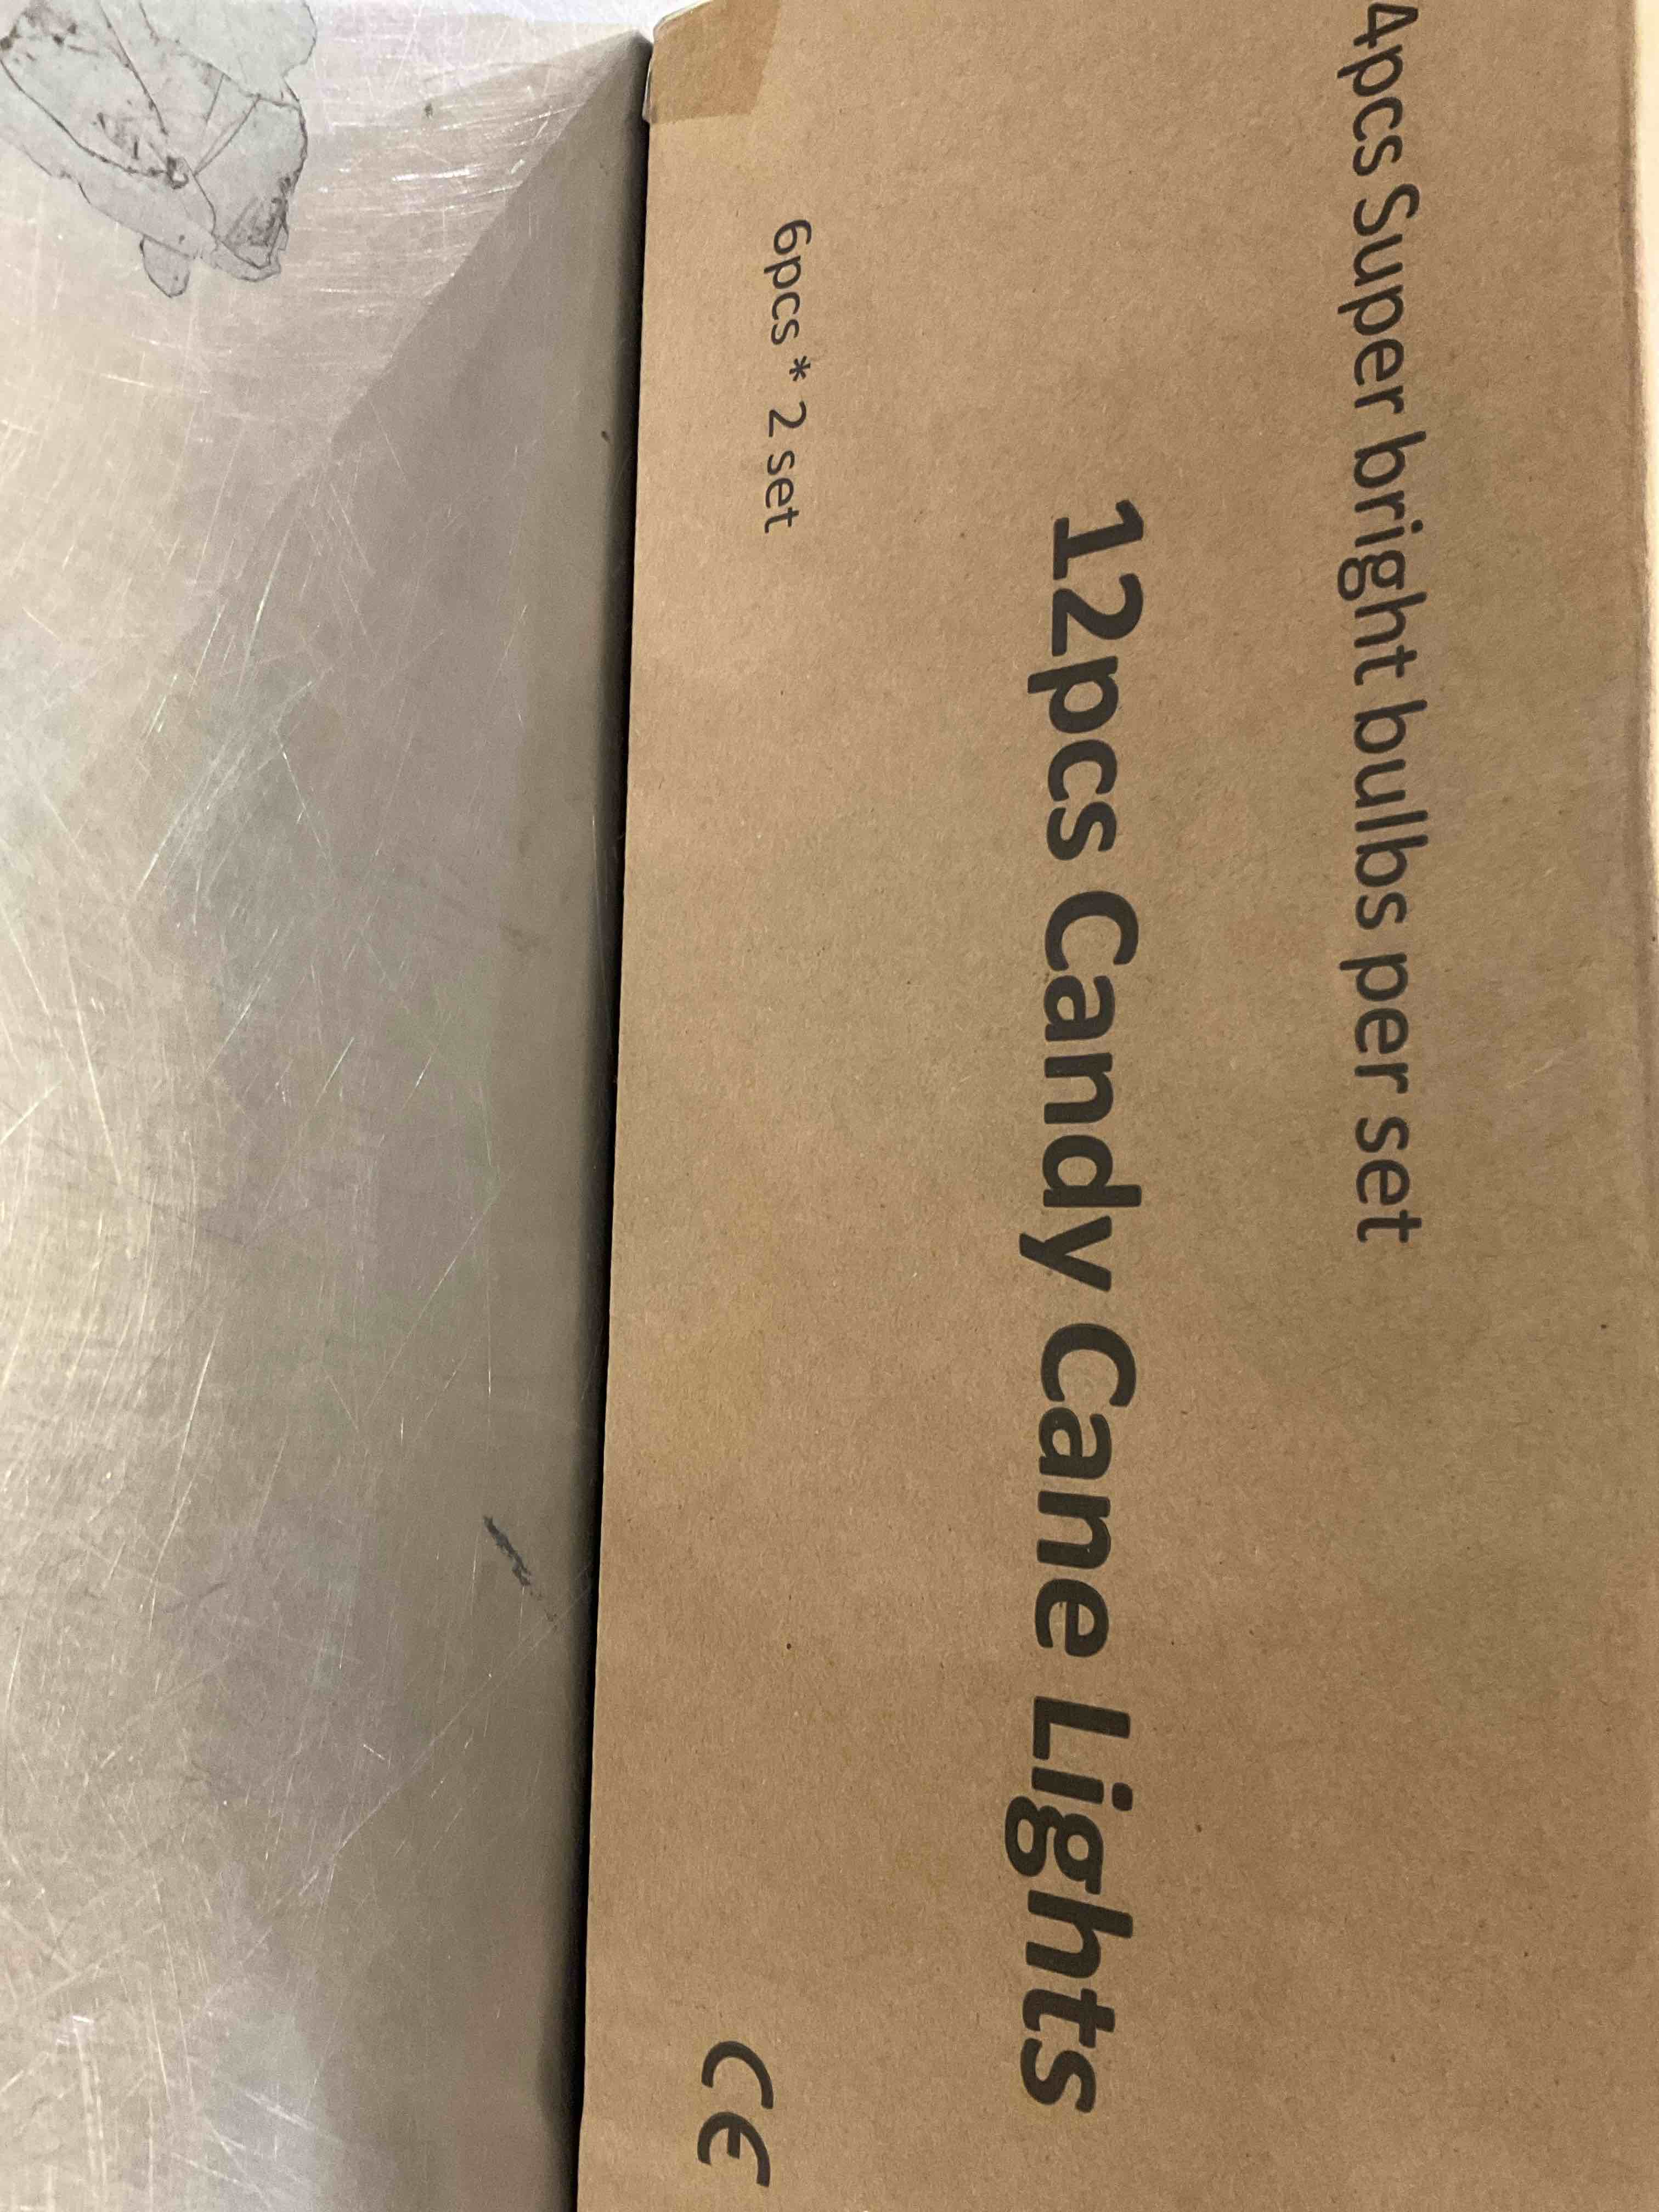 4pcs Super bright bulbs per set
12pcs Candy Cane Lights
6pcs * 2 set
CE